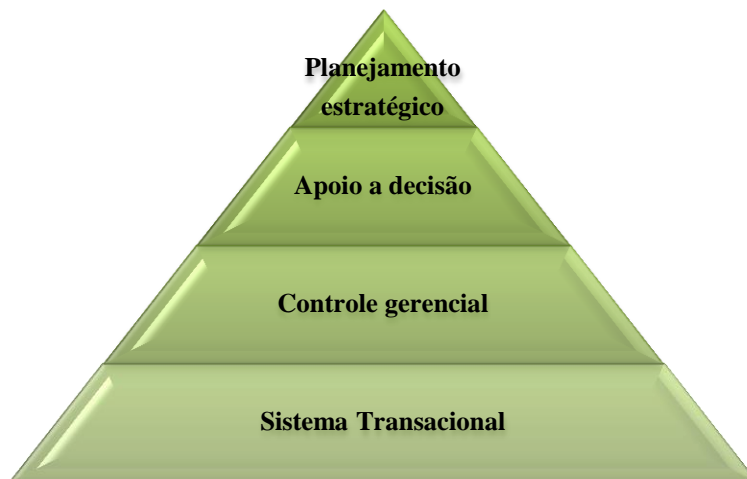 Planejamento
estratégico
Apoio a decisão
Controle gerencial
Sistema Transacional